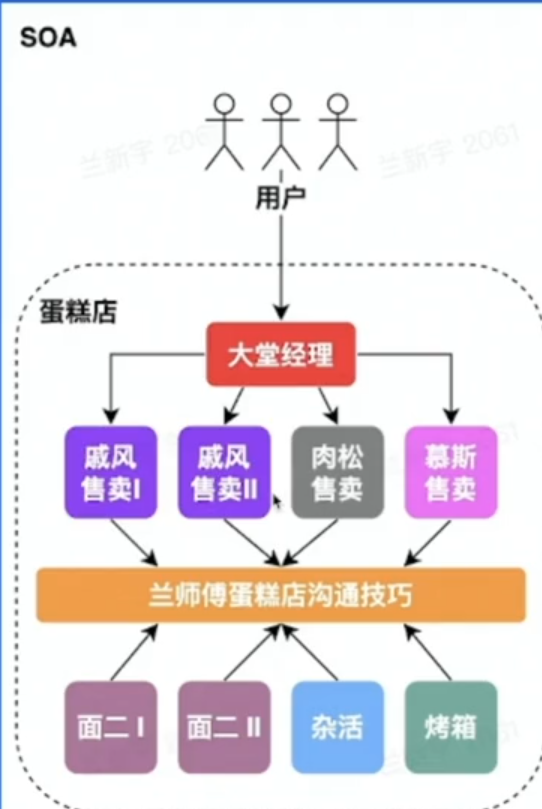 SOA
兰新宇 2061
兰新宇 2061
用户
蛋糕店
大堂经理
戚风
售卖I
戚风
售卖II
肉松
售卖
慕斯
售卖
兰师傅蛋糕店沟通技巧
面二 I
面二 II
杂活
烤箱